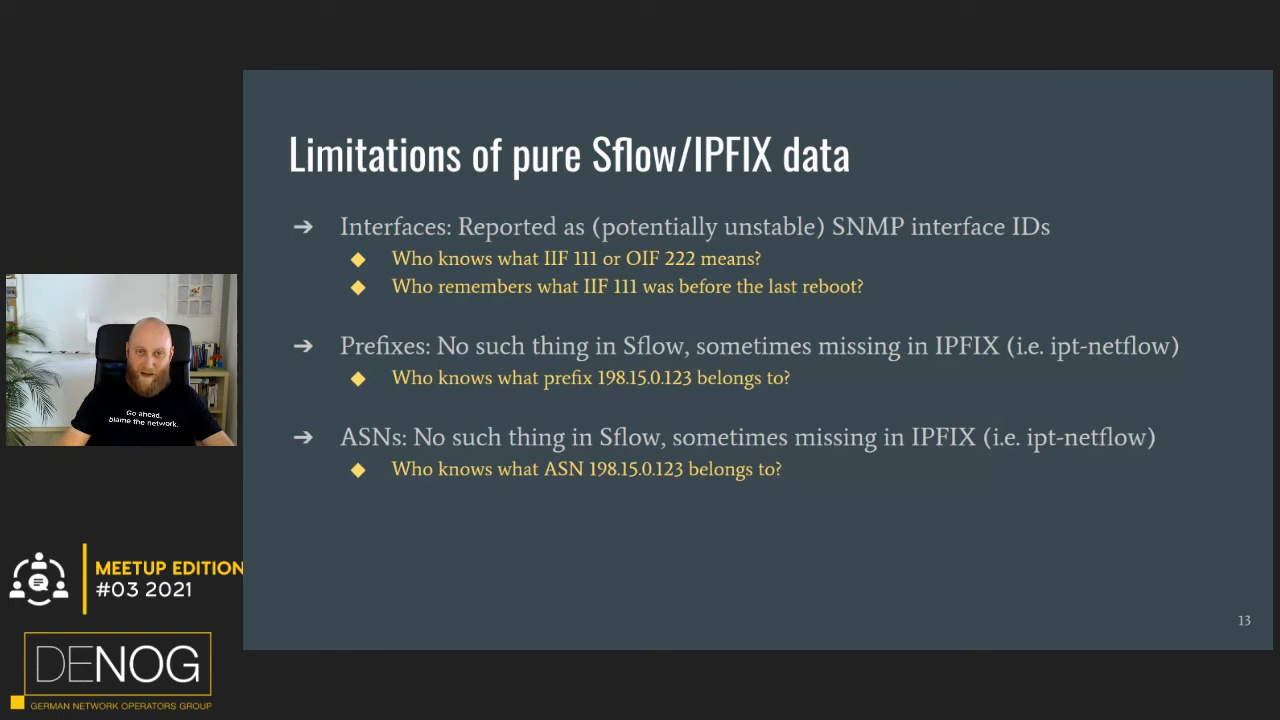 Limitations of pure Sflow/IPFIX data
➔ Interfaces: Reported as (potentially unstable) SNMP interface IDs
◆ Who knows what IIF 111 or OIF 222 means?
◆ Who remembers what IIF 111 was before the last reboot?
➔ Prefixes: No such thing in Sflow, sometimes missing in IPFIX (i.e. ipt-netflow)
◆ Who knows what prefix 198.15.0.123 belongs to?
➔ ASNs: No such thing in Sflow, sometimes missing in IPFIX (i.e. ipt-netflow)
◆ Who knows what ASN 198.15.0.123 belongs to?
13
Go ahead,
blame the network.
MEETUP EDITION
#03 2021
DENOG
GERMAN NETWORK OPERATORS GROUP